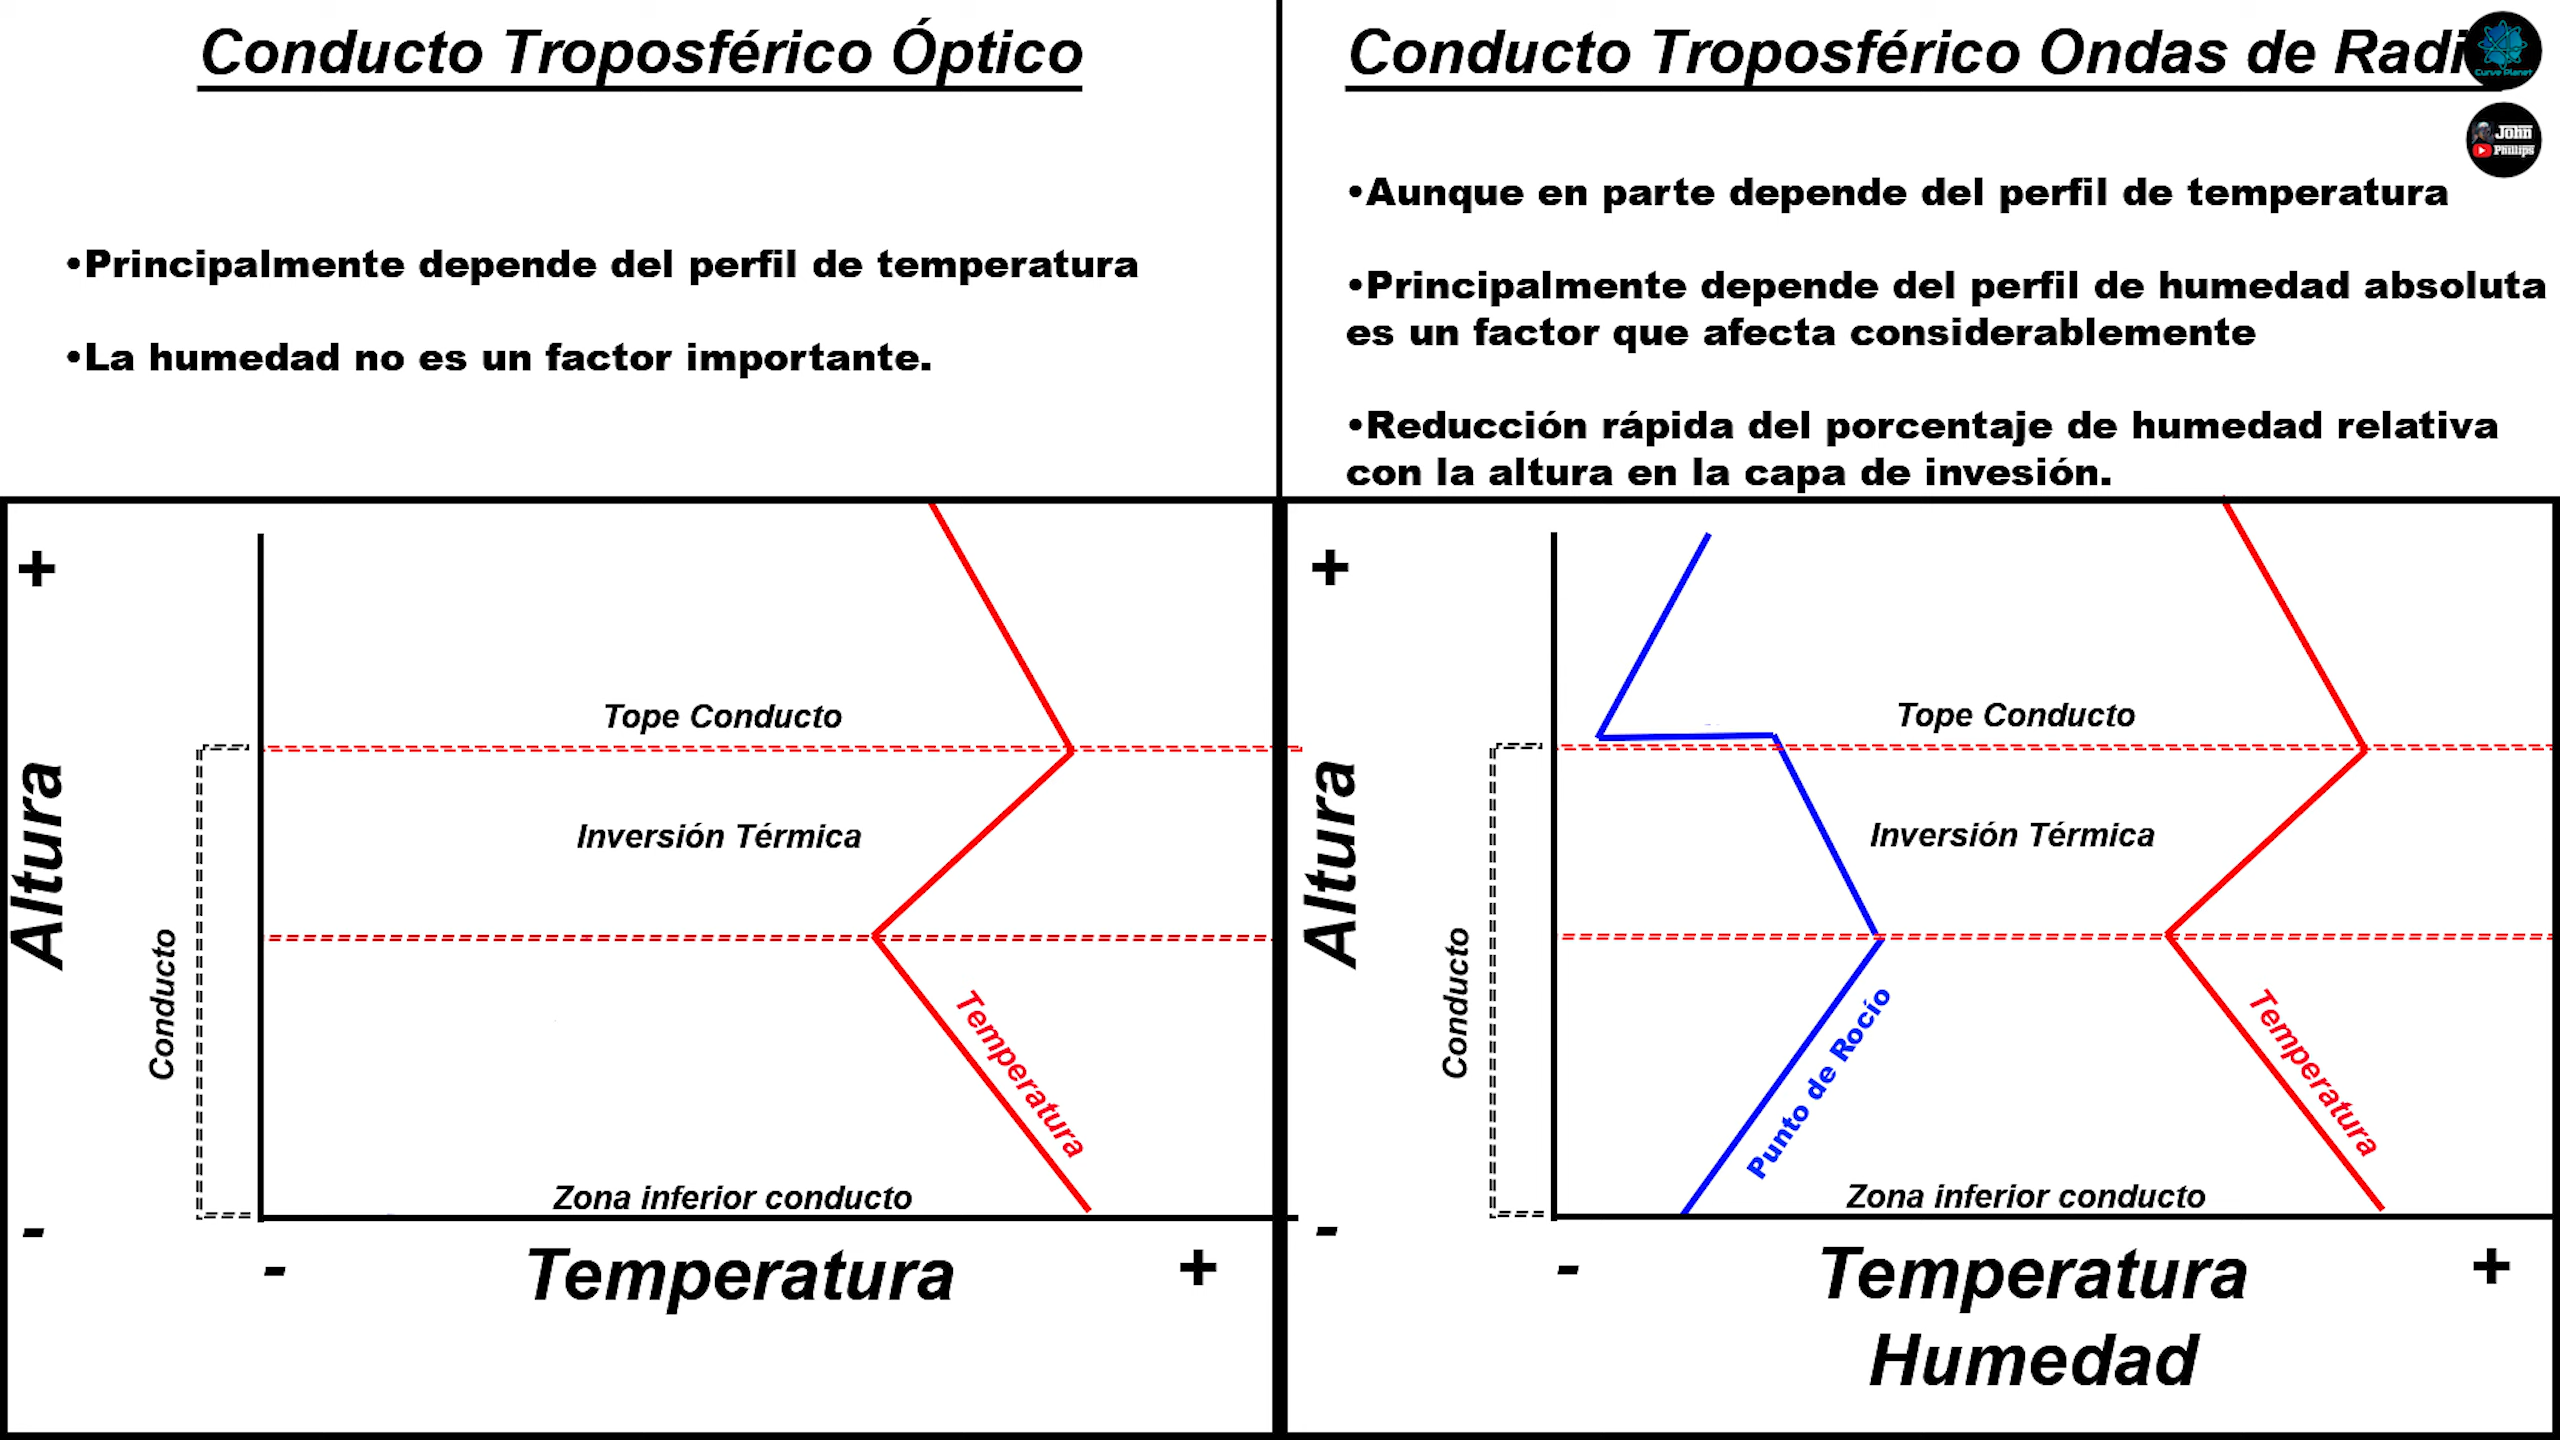 Conducto Troposférico Óptico
•Principalmente depende del perfil de temperatura
•La humedad no es un factor importante.
Conducto Troposférico Ondas de Radi
Curve Planet
John
Phillips
•Aunque en parte depende del perfil de temperatura
•Principalmente depende del perfil de humedad absoluta
es un factor que afecta considerablemente
•Reducción rápida del porcentaje de humedad relativa
con la altura en la capa de invesión.
+
Altura
-
Conducto
Tope Conducto
Inversión Térmica
Temperatura
Zona inferior conducto
-
Temperatura
+
+
Altura
-
Conducto
Tope Conducto
Inversión Térmica
Punto de Rocío
Temperatura
Zona inferior conducto
-
Temperatura
+
Humedad